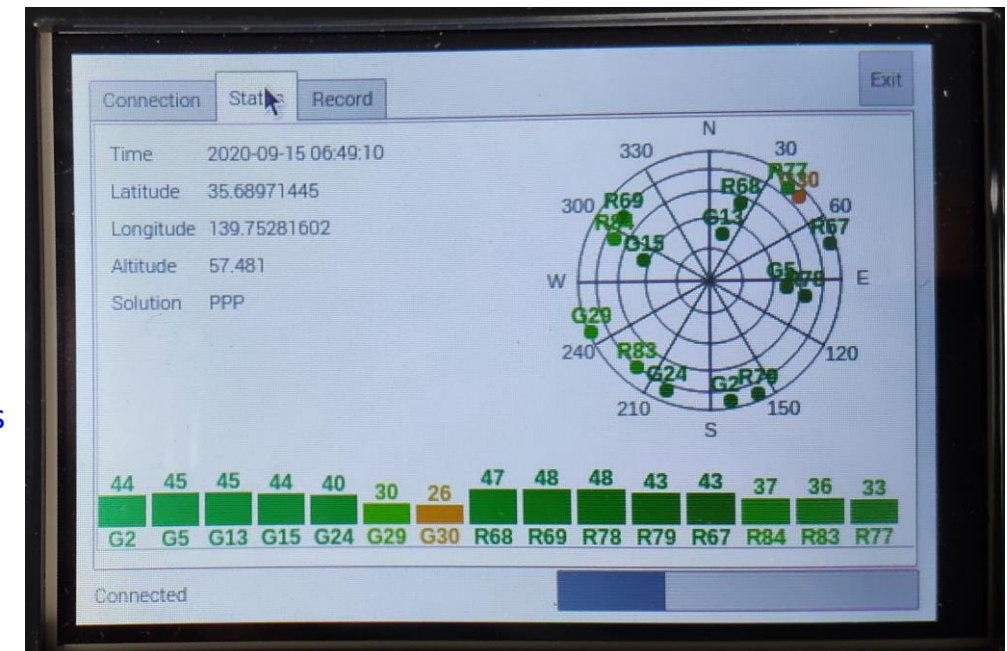 Connection Status Record Exit
Time 2020-09-15 06:49:10
Latitude 35.68971445
Longitude 139.75281602
Altitude 57.481
Solution PPP
N
330 30
R77 G30
R68
300 R69 60
R84 G13 R67
G15
W G5 R78 E
G29
240 R83 120
G24 G2 R79
210 150
S
44 45 45 44 40 30 26 47 48 48 43 43 37 36 33
G2 G5 G13 G15 G24 G29 G30 R68 R69 R78 R79 R67 R84 R83 R77
Connected
s